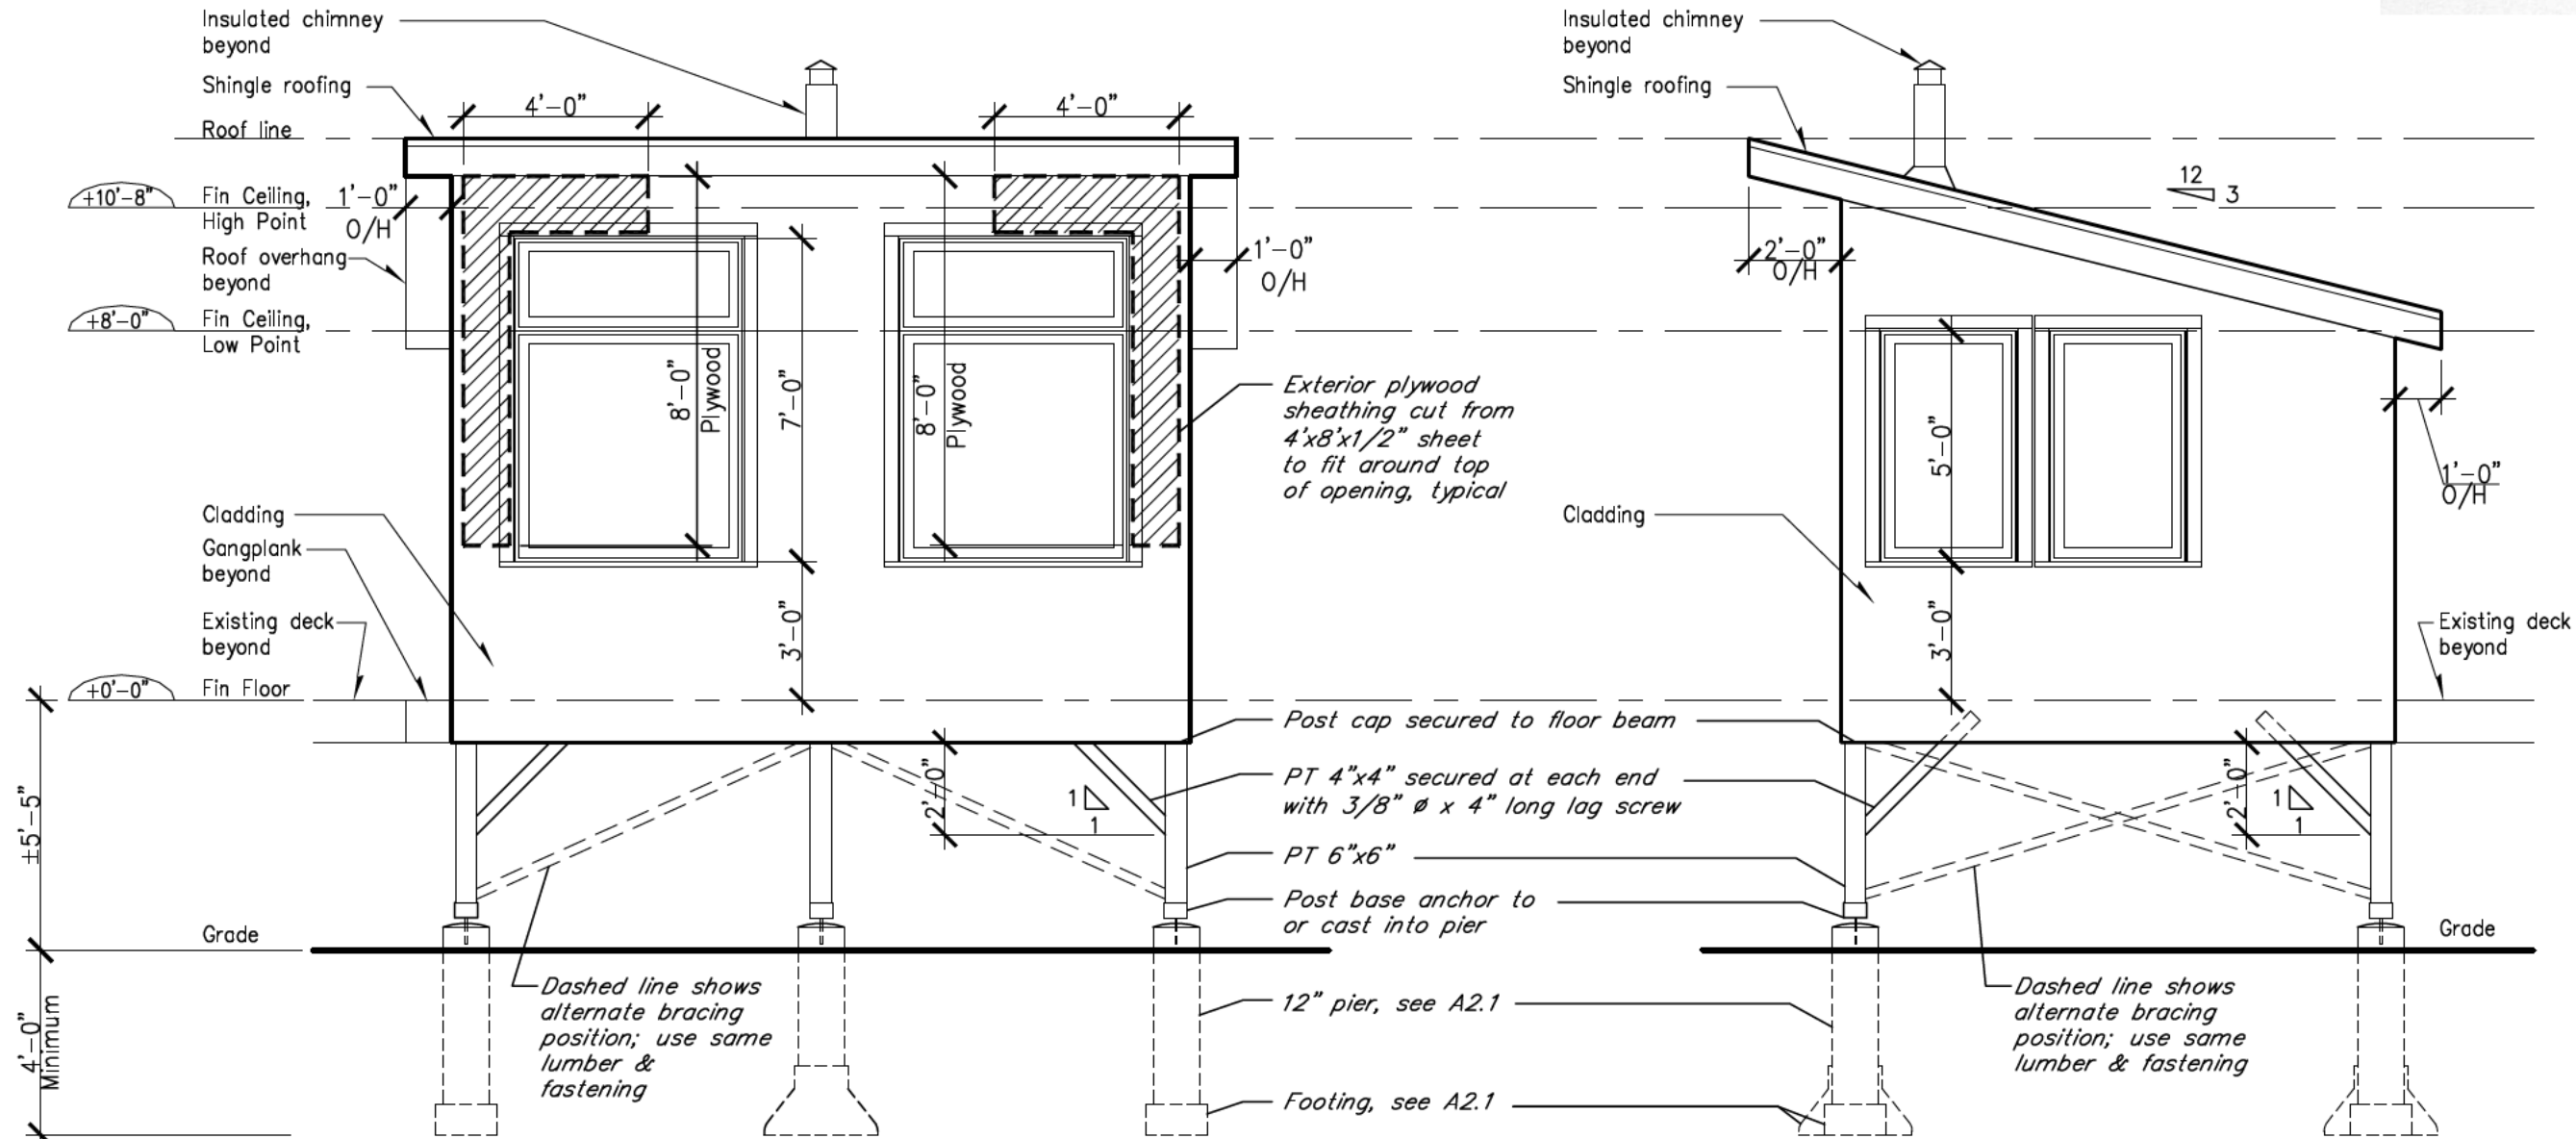 Insulated chimney
beyond
Shingle roofing
Roof line
+10'-8"
Fin Ceiling,
High Point
1'-0"
O/H
Roof overhang
beyond
+8'-0"
Fin Ceiling,
Low Point
Cladding
Gangplank
beyond
Existing deck
beyond
+0'-0"
Fin Floor
±5'-5"
Grade
4'-0"
Minimum
4'-0"
4'-0"
8'-0"
Plywood
7'-0"
8'-0"
Plywood
3'-0"
1'-0"
O/H
2'-0"
1
1
Exterior plywood
sheathing cut from
4'x8'x1/2" sheet
to fit around top
of opening, typical
Post cap secured to floor beam
PT 4"x4" secured at each end
with 3/8" ø x 4" long lag screw
PT 6"x6"
Post base anchor to
or cast into pier
12" pier, see A2.1
Footing, see A2.1
Dashed line shows
alternate bracing
position; use same
lumber &
fastening
Insulated chimney
beyond
Shingle roofing
12
3
2'-0"
O/H
5'-0"
3'-0"
1'-0"
O/H
Cladding
Existing deck
beyond
2'-0"
1
1
Grade
Dashed line shows
alternate bracing
position; use same
lumber & fastening